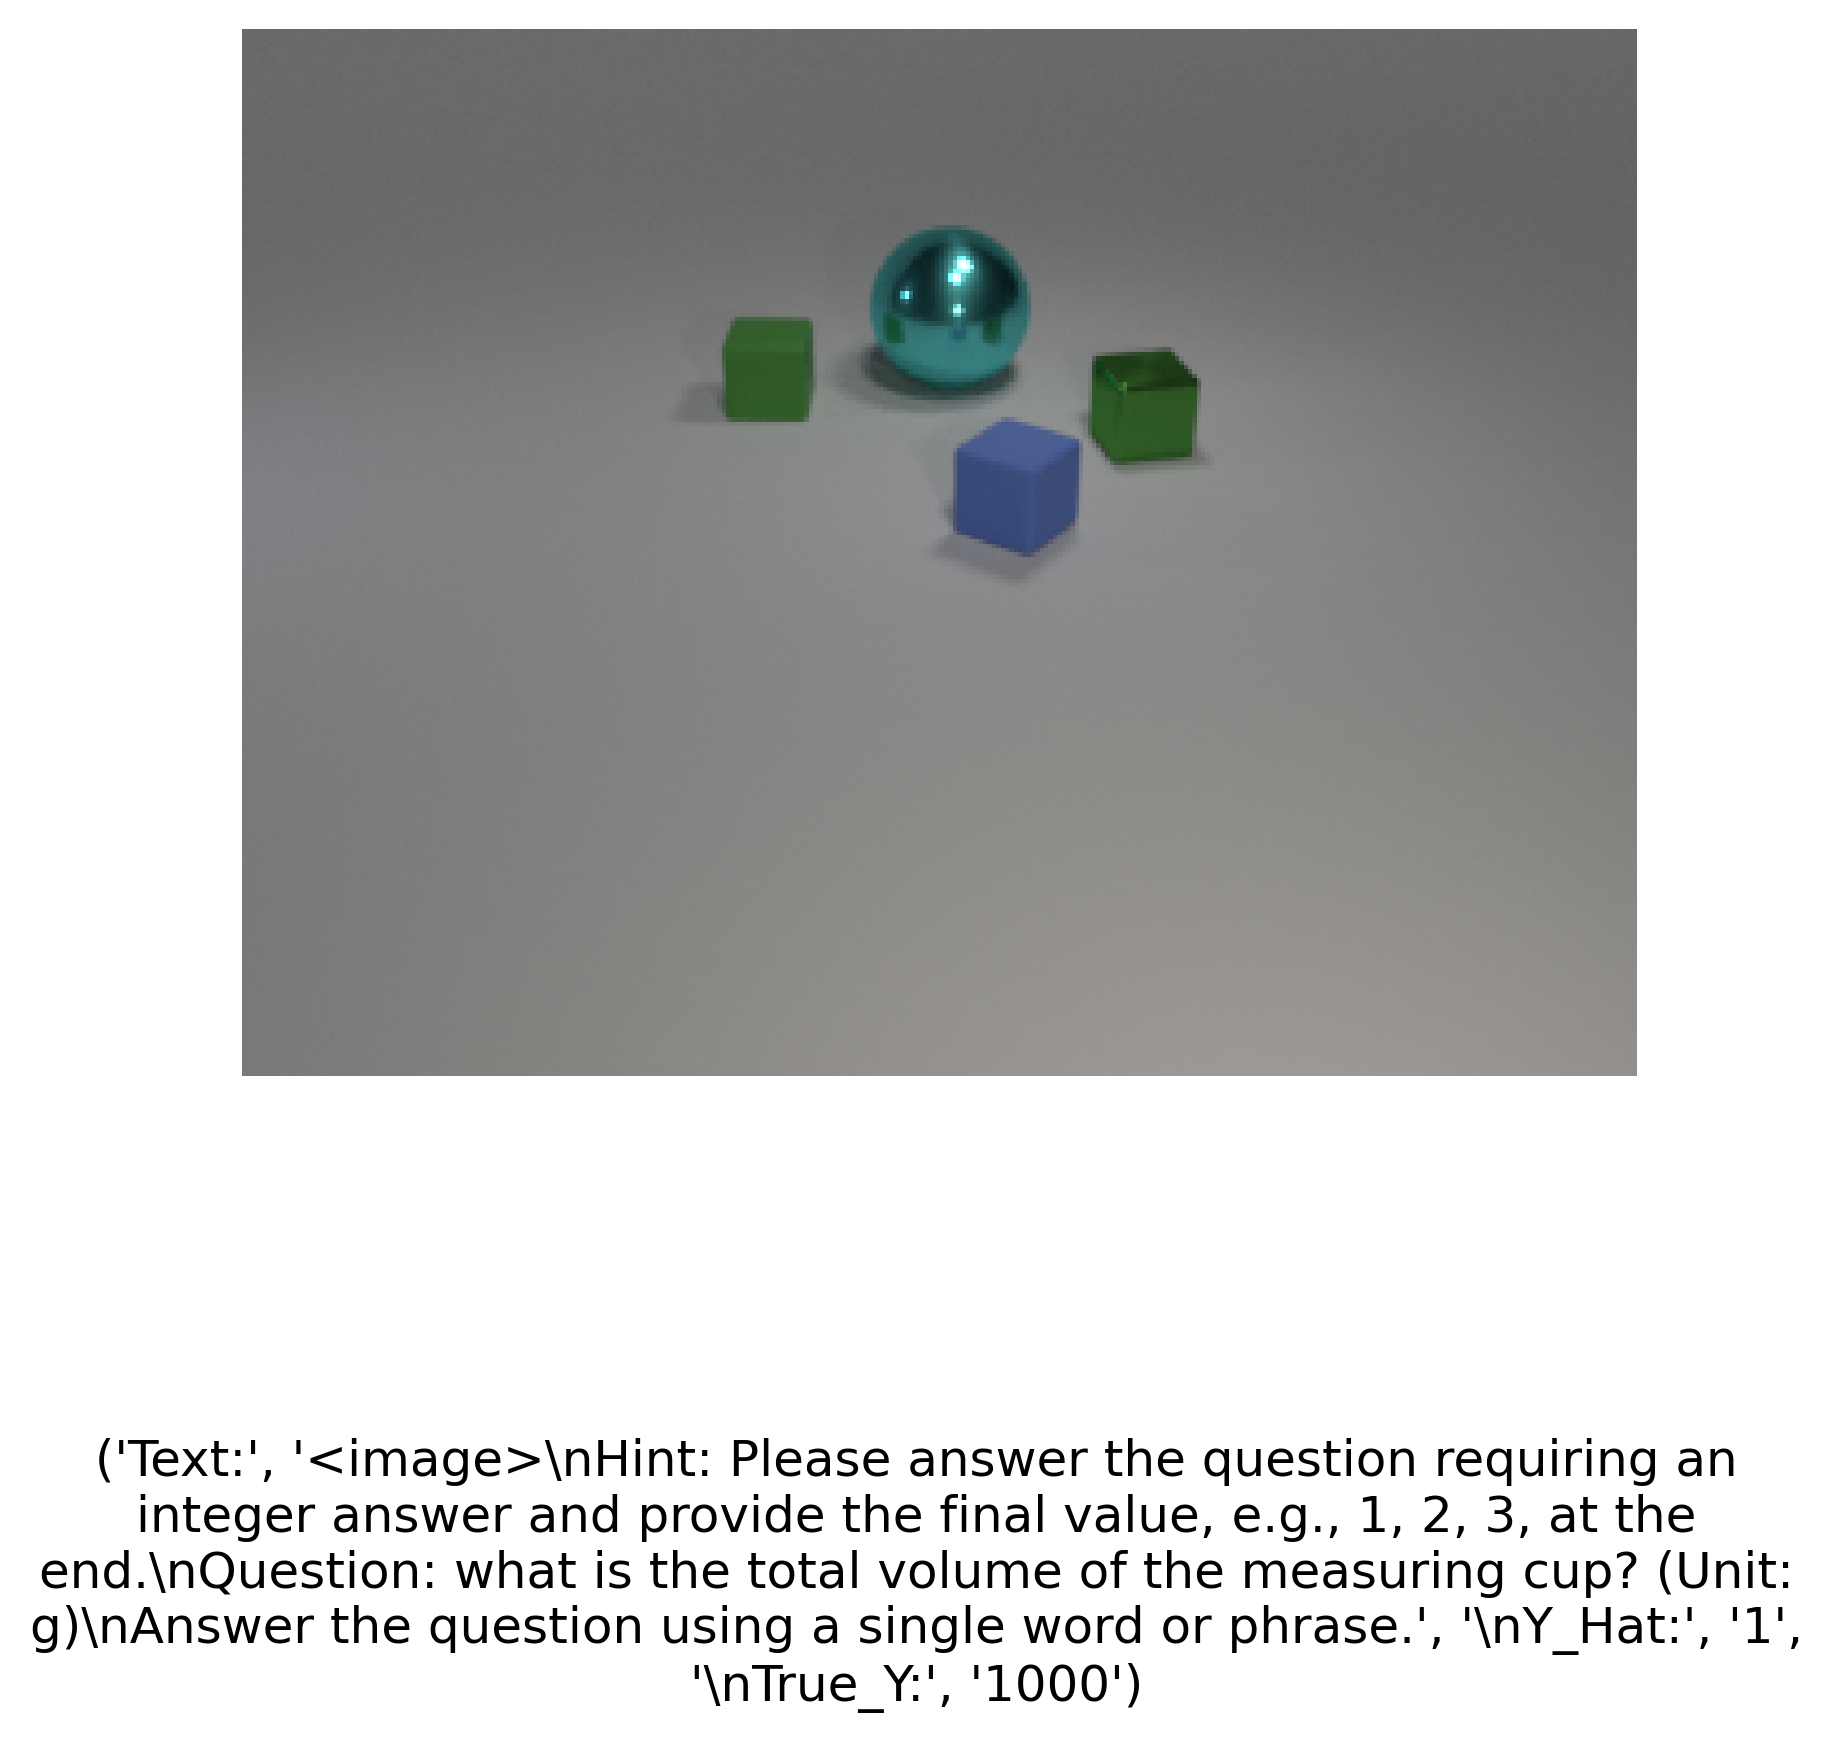 ('Text:', '<image>\nHint: Please answer the question requiring an
integer answer and provide the final value, e.g., 1, 2, 3, at the
end.\nQuestion: what is the total volume of the measuring cup? (Unit:
g)\nAnswer the question using a single word or phrase.', '\nY_Hat:', '1',
'\nTrue_Y:', '1000')